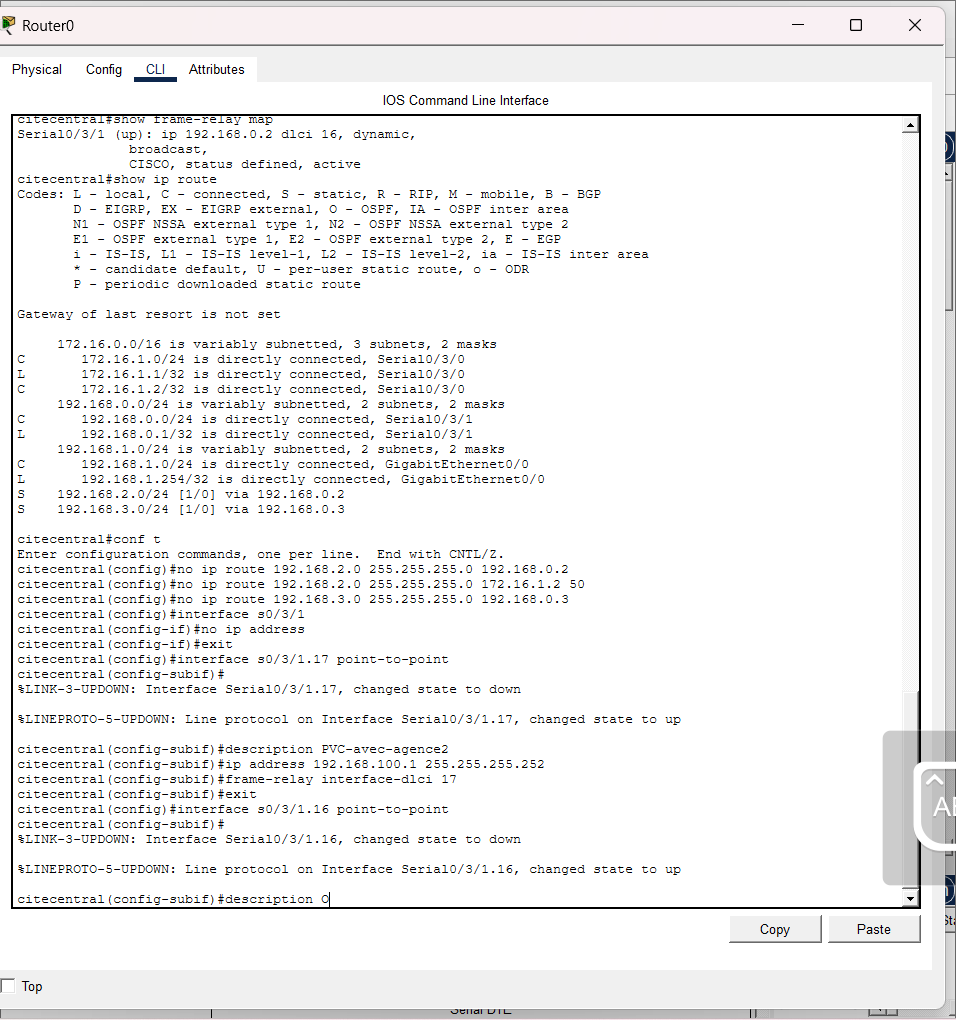 Router0
Physical Config CLI Attributes
IOS Command Line Interface
citecentral#show frame-relay map
Serial0/3/1 (up): ip 192.168.0.2 dlci 16, dynamic,
broadcast,
CISCO, status defined, active
citecentral#show ip route
Codes: L - local, C - connected, S - static, R - RIP, M - mobile, B - BGP
D - EIGRP, EX - EIGRP external, O - OSPF, IA - OSPF inter area
N1 - OSPF NSSA external type 1, N2 - OSPF NSSA external type 2
E1 - OSPF external type 1, E2 - OSPF external type 2, E - EGP
i - IS-IS, L1 - IS-IS level-1, L2 - IS-IS level-2, ia - IS-IS inter area
* - candidate default, U - per-user static route, o - ODR
P - periodic downloaded static route
Gateway of last resort is not set
172.16.0.0/16 is variably subnetted, 3 subnets, 2 masks
C 172.16.1.0/24 is directly connected, Serial0/3/0
L 172.16.1.1/32 is directly connected, Serial0/3/0
C 172.16.1.2/32 is directly connected, Serial0/3/0
192.168.0.0/24 is variably subnetted, 2 subnets, 2 masks
C 192.168.0.0/24 is directly connected, Serial0/3/1
L 192.168.0.1/32 is directly connected, Serial0/3/1
192.168.1.0/24 is variably subnetted, 2 subnets, 2 masks
C 192.168.1.0/24 is directly connected, GigabitEthernet0/0
L 192.168.1.254/32 is directly connected, GigabitEthernet0/0
S 192.168.2.0/24 [1/0] via 192.168.0.2
S 192.168.3.0/24 [1/0] via 192.168.0.3
citecentral#conf t
Enter configuration commands, one per line. End with CNTL/Z.
citecentral(config)#no ip route 192.168.2.0 255.255.255.0 192.168.0.2
citecentral(config)#no ip route 192.168.2.0 255.255.255.0 172.16.1.2 50
citecentral(config)#no ip route 192.168.3.0 255.255.255.0 192.168.0.3
citecentral(config)#interface s0/3/1
citecentral(config-if)#no ip address
citecentral(config-if)#exit
citecentral(config)#interface s0/3/1.17 point-to-point
citecentral(config-subif)#
%LINK-3-UPDOWN: Interface Serial0/3/1.17, changed state to down
%LINEPROTO-5-UPDOWN: Line protocol on Interface Serial0/3/1.17, changed state to up
citecentral(config-subif)#description PVC-avec-agence2
citecentral(config-subif)#ip address 192.168.100.1 255.255.255.252
citecentral(config-subif)#frame-relay interface-dlci 17
citecentral(config-subif)#exit
citecentral(config)#interface s0/3/1.16 point-to-point
citecentral(config-subif)#
%LINK-3-UPDOWN: Interface Serial0/3/1.16, changed state to down
%LINEPROTO-5-UPDOWN: Line protocol on Interface Serial0/3/1.16, changed state to up
citecentral(config-subif)#description O
Copy Paste
Top
Serial DTE